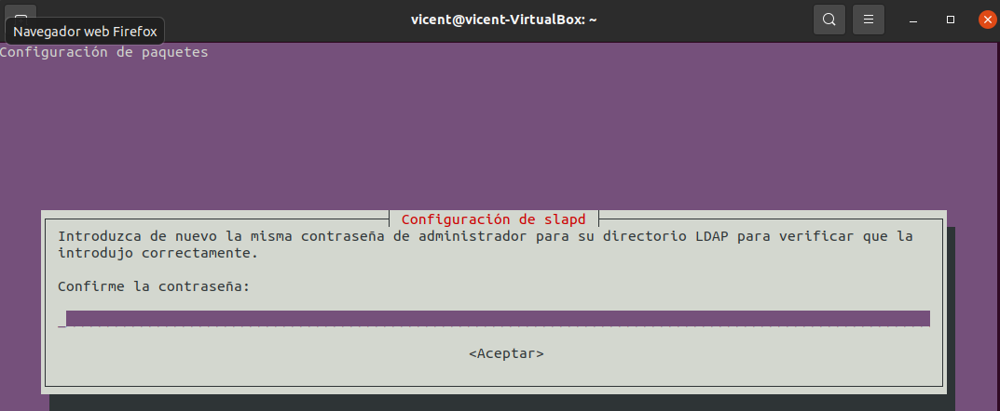 vicent@vicent-VirtualBox: ~
Navegador web Firefox
Configuración de paquetes
Configuración de slapd
Introduzca de nuevo la misma contraseña de administrador para su directorio LDAP para verificar que la
introdujo correctamente.
Confirme la contraseña:
<Aceptar>